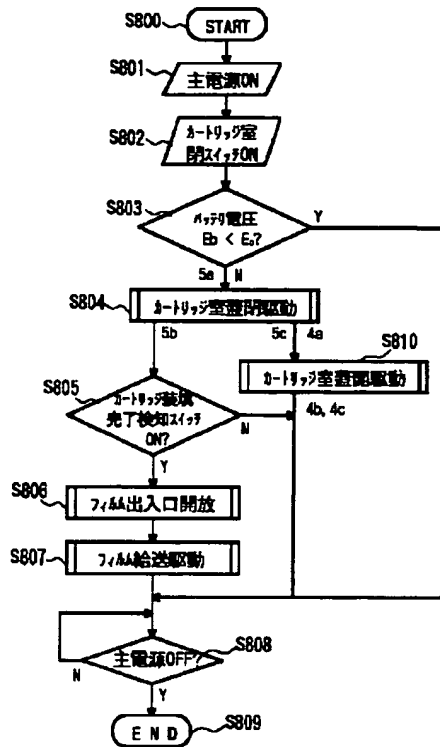 S800
START
S801
主電源ON
S802
カートリッジ室
閉スイッチON
S803
バッテリ電圧
Eb < E₀?
Y
5a
N
S804
カートリッジ室蓋閉駆動
5b
5c
4a
S810
カートリッジ室蓋開駆動
4b, 4c
S805
カートリッジ装填
完了検知スイッチ
ON?
N
Y
S806
フィルム出入口開放
S807
フィルム給送駆動
主電源OFF?
S808
N
Y
END
S809